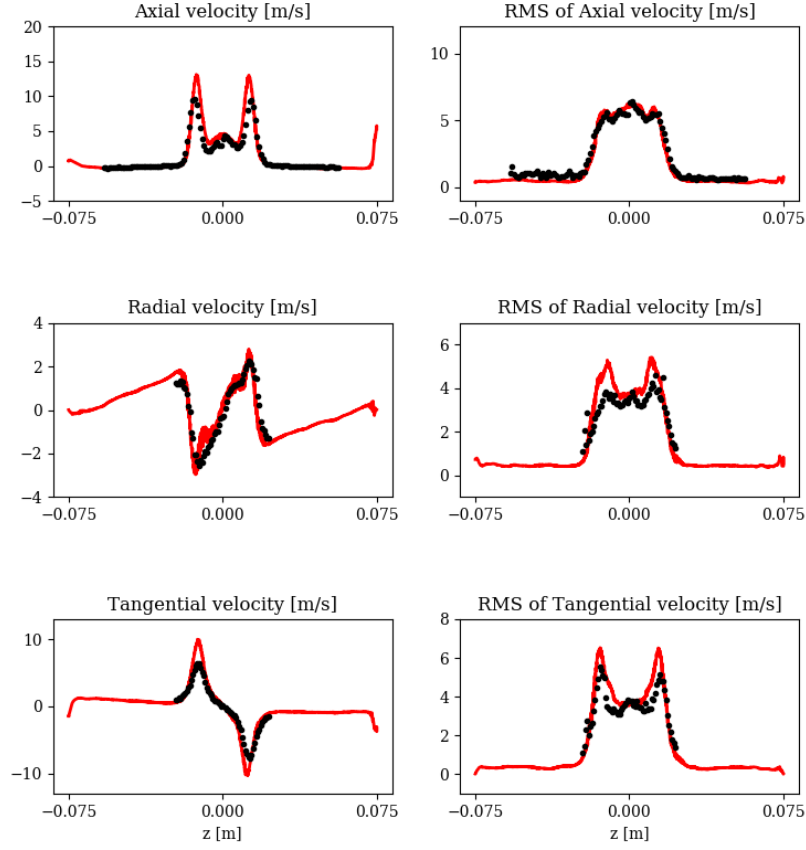 Axial velocity [m/s]
RMS of Axial velocity [m/s]
20
15
10
5
0
−5
−0.075 0.000 0.075
10
5
0
−0.075 0.000 0.075
Radial velocity [m/s]
RMS of Radial velocity [m/s]
4
2
0
−2
−4
−0.075 0.000 0.075
6
4
2
0
−0.075 0.000 0.075
Tangential velocity [m/s]
RMS of Tangential velocity [m/s]
10
0
−10
−0.075 0.000 0.075
z [m]
8
6
4
2
0
−0.075 0.000 0.075
z [m]